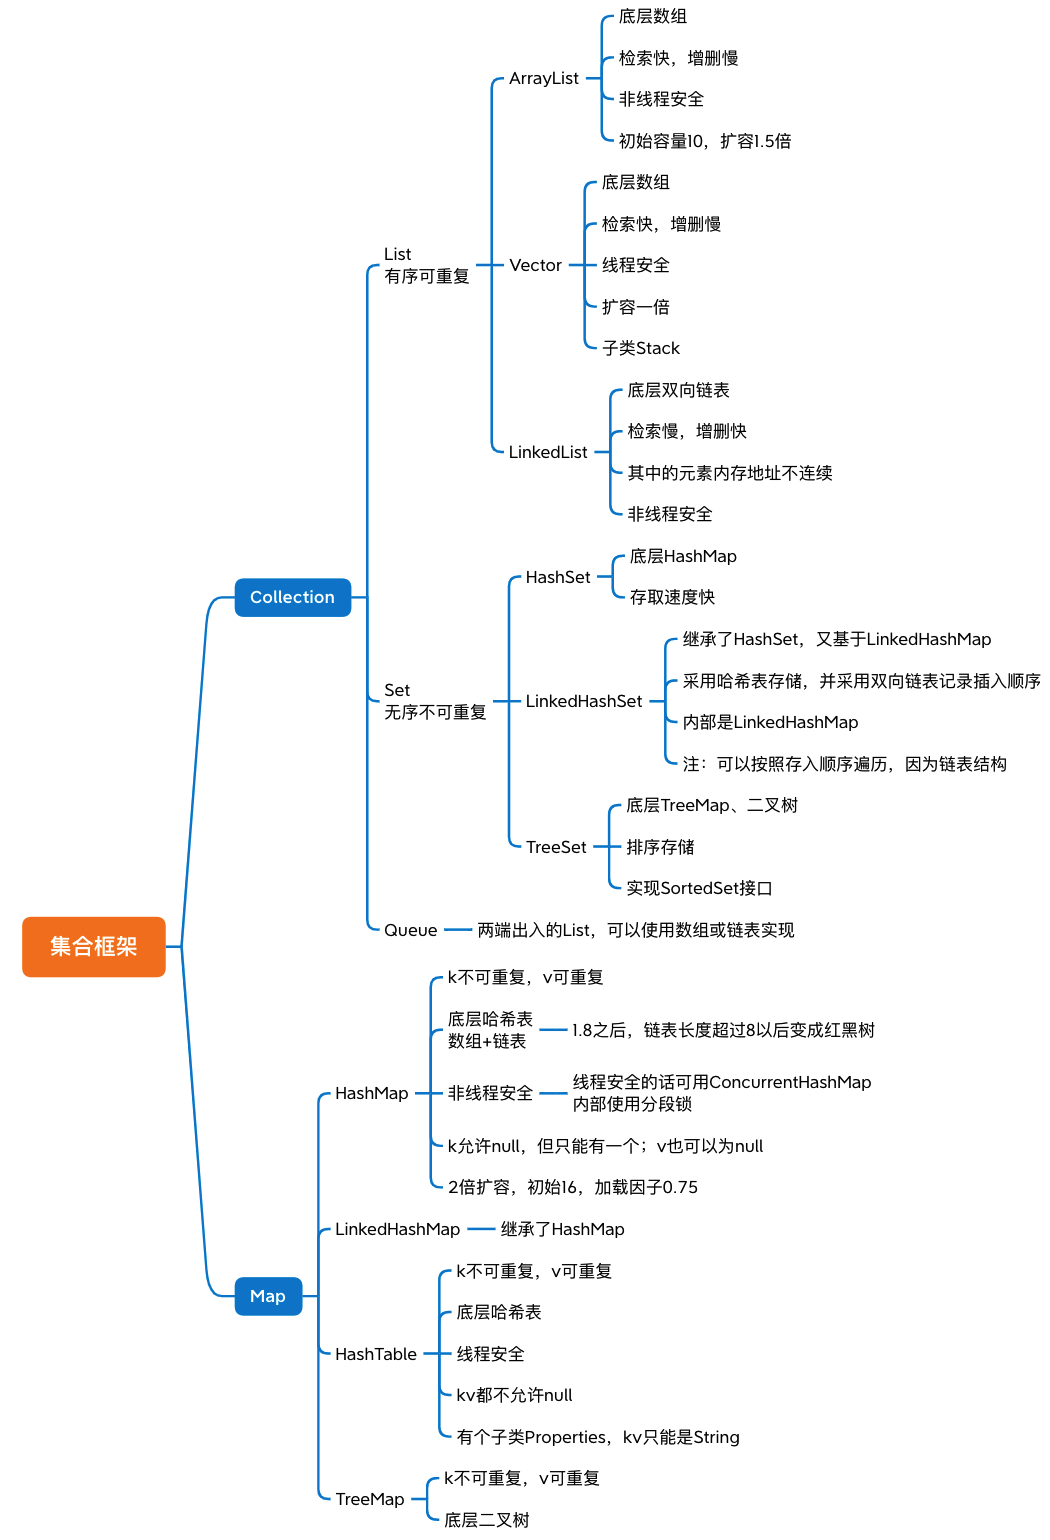 集合框架
Collection
List
有序可重复
ArrayList
底层数组
检索快，增删慢
非线程安全
初始容量10，扩容1.5倍
Vector
底层数组
检索快，增删慢
线程安全
扩容一倍
子类Stack
LinkedList
底层双向链表
检索慢，增删快
其中的元素内存地址不连续
非线程安全
Set
无序不可重复
HashSet
底层HashMap
存取速度快
LinkedHashSet
继承了HashSet，又基于LinkedHashMap
采用哈希表存储，并采用双向链表记录插入顺序
内部是LinkedHashMap
注：可以按照存入顺序遍历，因为链表结构
TreeSet
底层TreeMap、二叉树
排序存储
实现SortedSet接口
Queue
两端出入的List，可以使用数组或链表实现
Map
HashMap
k不可重复，v可重复
底层哈希表
数组+链表
1.8之后，链表长度超过8以后变成红黑树
非线程安全
线程安全的话可用ConcurrentHashMap
内部使用分段锁
k允许null，但只能有一个；v也可以为null
2倍扩容，初始16，加载因子0.75
LinkedHashMap
继承了HashMap
HashTable
k不可重复，v可重复
底层哈希表
线程安全
kv都不允许null
有个子类Properties，kv只能是String
TreeMap
k不可重复，v可重复
底层二叉树